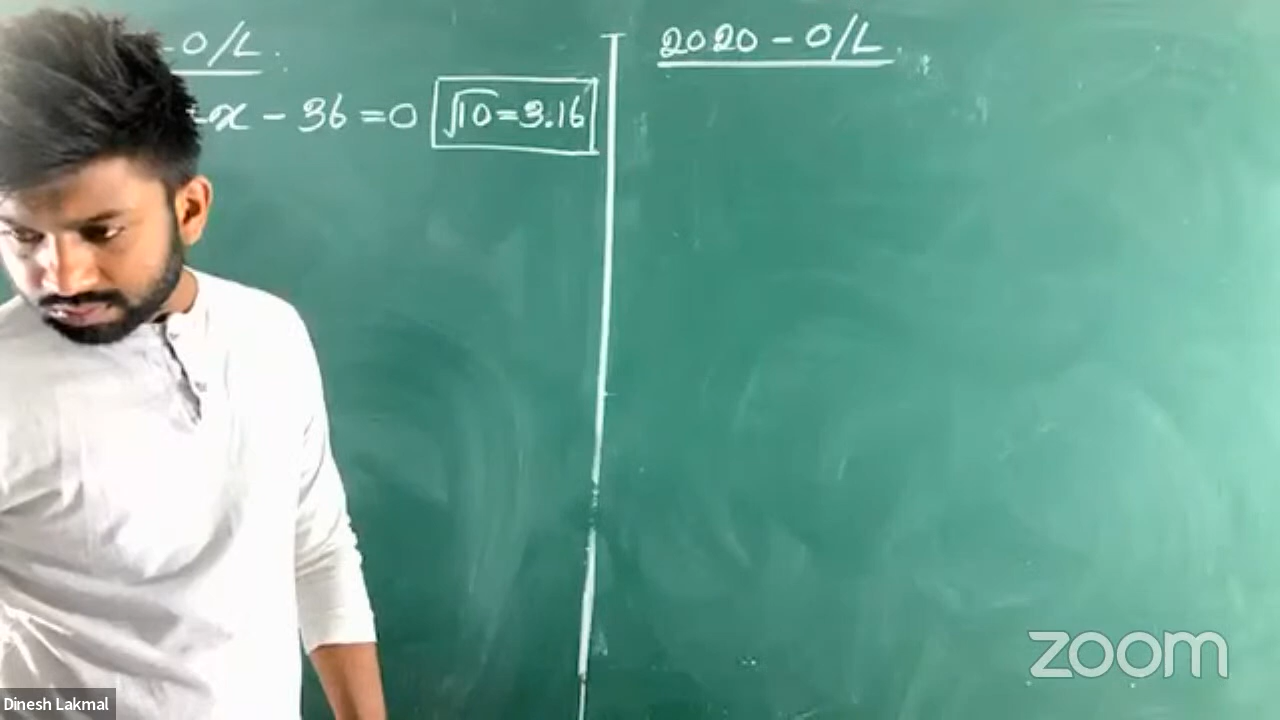 -O/L.
-x - 36 = 0 √10 = 3.16
2020 - O/L.
Dinesh Lakmal
zoom